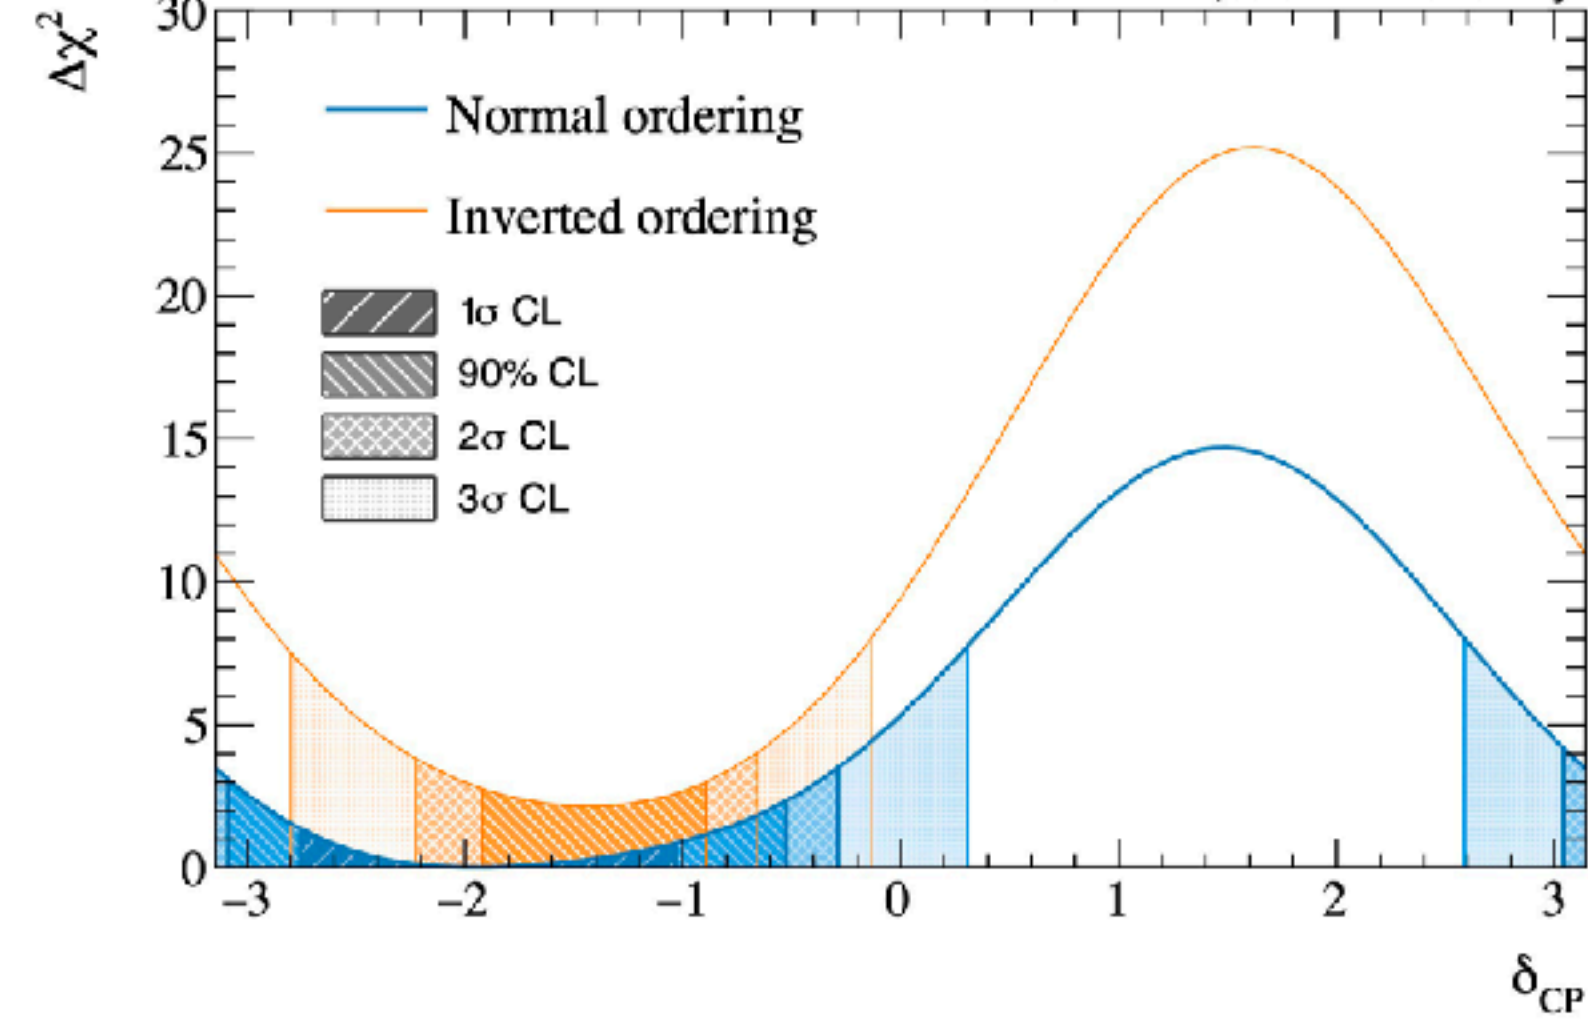 Δχ²
30
25
20
15
10
5
0
Normal ordering
Inverted ordering
1σ CL
90% CL
2σ CL
3σ CL
−3 −2 −1 0 1 2 3
δCP